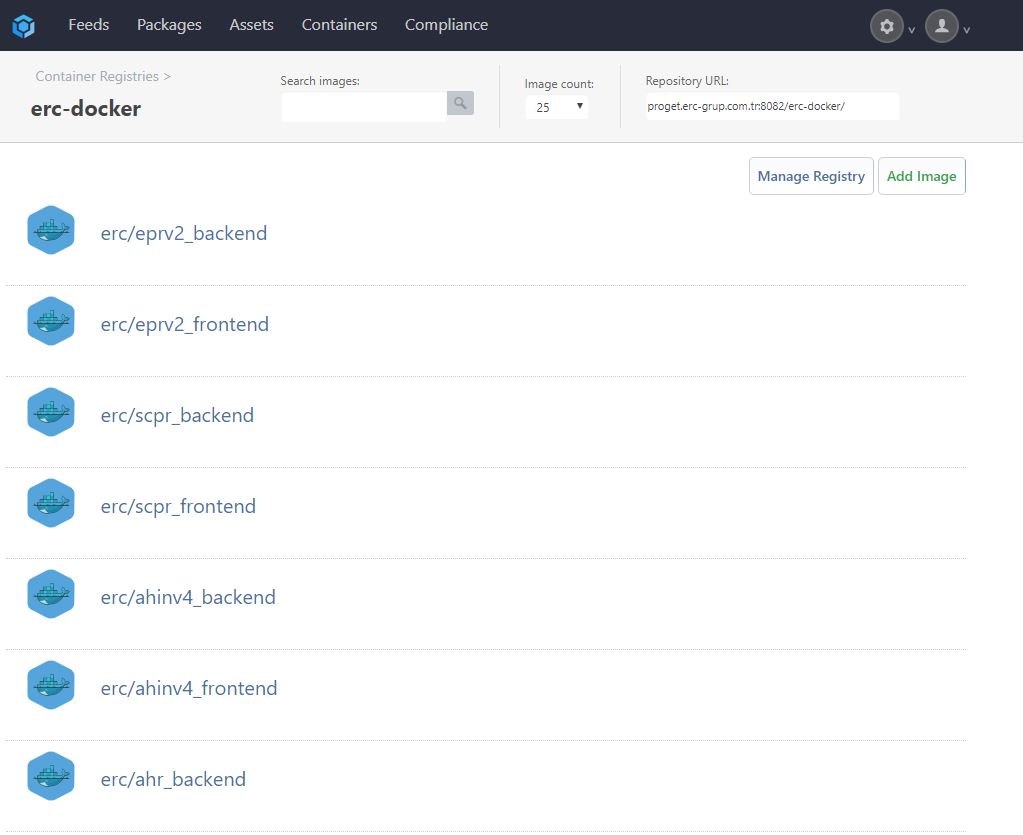 Feeds Packages Assets Containers Compliance
Container Registries >
erc-docker
Search images:
Image count:
25
Repository URL:
proget.erc-grup.com.tr:8082/erc-docker/
Manage Registry
Add Image
erc/eprv2_backend
erc/eprv2_frontend
erc/scpr_backend
erc/scpr_frontend
erc/ahinv4_backend
erc/ahinv4_frontend
erc/ahr_backend